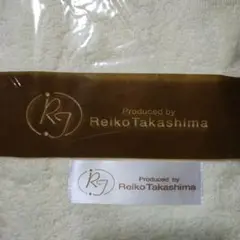 RT
Produced by
Reiko Takashima
RT
Produced by
Reiko Takashima